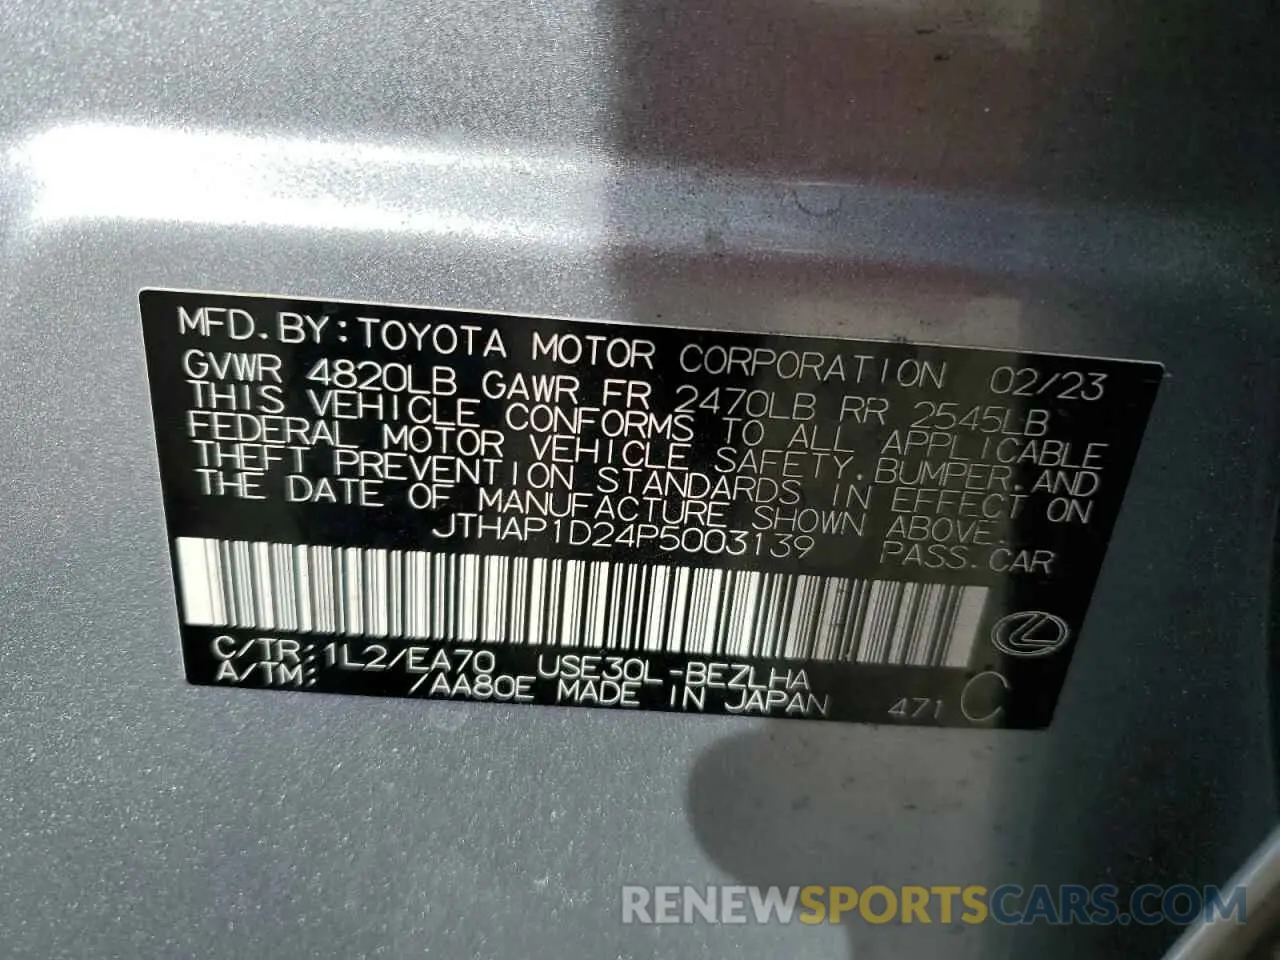 MFD. BY: TOYOTA MOTOR CORPORATION 02/23
GVWR 4820LB GAWR FR 2470LB RR 2545LB
THIS VEHICLE CONFORMS TO ALL APPLICABLE
FEDERAL MOTOR VEHICLE SAFETY, BUMPER, AND
THEFT PREVENTION STANDARDS IN EFFECT ON
THE DATE OF MANUFACTURE SHOWN ABOVE.
JTHAP1D24P5003139 PASS. CAR
C/TR: 1L2/EA70 USE30L-BEZLHA
A/TM: /AA80E MADE IN JAPAN 471 C
RENEWSPORTSCARS.COM